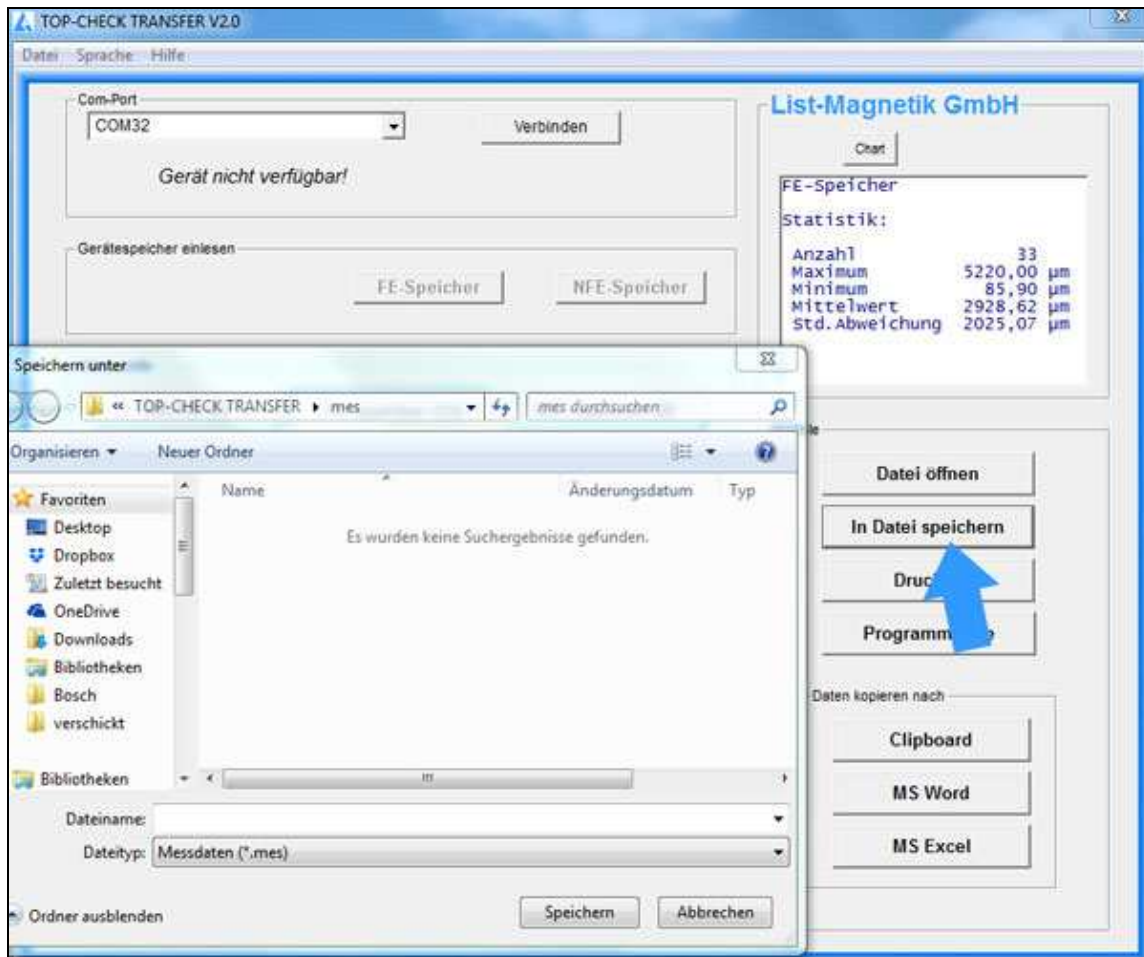 TOP-CHECK TRANSFER V2.0
Datei Sprache Hilfe
Com-Port
COM32
Verbinden
Gerät nicht verfügbar!
Gerätespeicher einlesen
FE-Speicher NFE-Speicher
List-Magnetik GmbH
Chart
FE-Speicher
Statistik:
Anzahl 33
Maximum 5220,00 µm
Minimum 85,90 µm
Mittelwert 2928,62 µm
Std.Abweichung 2025,07 µm
Speichern unter
« TOP-CHECK TRANSFER ▸ mes
mes durchsuchen
Organisieren Neuer Ordner
Name Änderungsdatum Typ
Es wurden keine Suchergebnisse gefunden.
Favoriten
Desktop
Dropbox
Zuletzt besucht
OneDrive
Downloads
Bibliotheken
Bosch
verschickt
Bibliotheken
Dateiname:
Dateityp: Messdaten (*.mes)
Ordner ausblenden
Speichern Abbrechen
Datei öffnen
In Datei speichern
Daten kopieren nach
Clipboard
MS Word
MS Excel